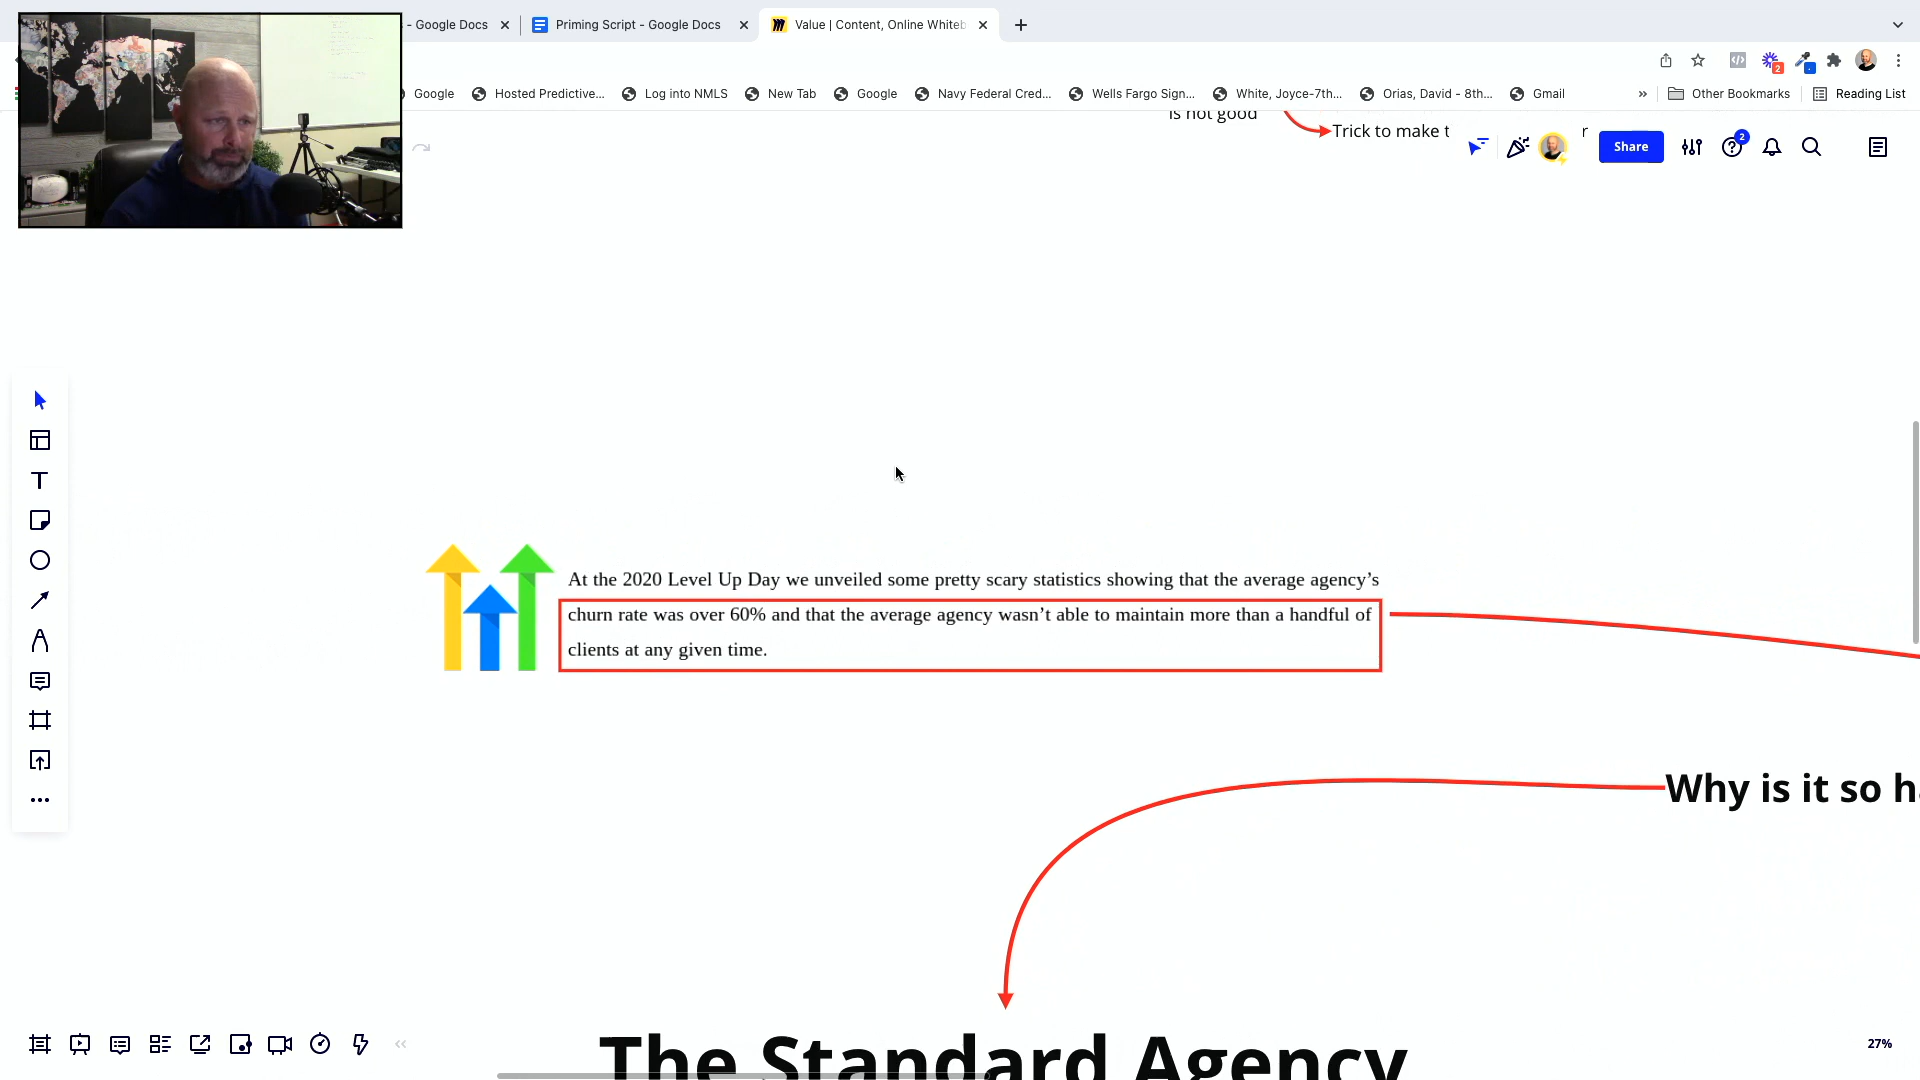 - Google Docs
Priming Script - Google Docs
Value | Content, Online Whiteb
2
Google
Hosted Predictive...
Log into NMLS
New Tab
Google
Navy Federal Cred...
Wells Fargo Sign...
White, Joyce-7th...
Orias, David - 8th...
Gmail
»
Other Bookmarks
Reading List
is not good
Trick to make t
r
Share
2
At the 2020 Level Up Day we unveiled some pretty scary statistics showing that the average agency’s
churn rate was over 60% and that the average agency wasn’t able to maintain more than a handful of
clients at any given time.
Why is it so h
The Standard Agency
27%